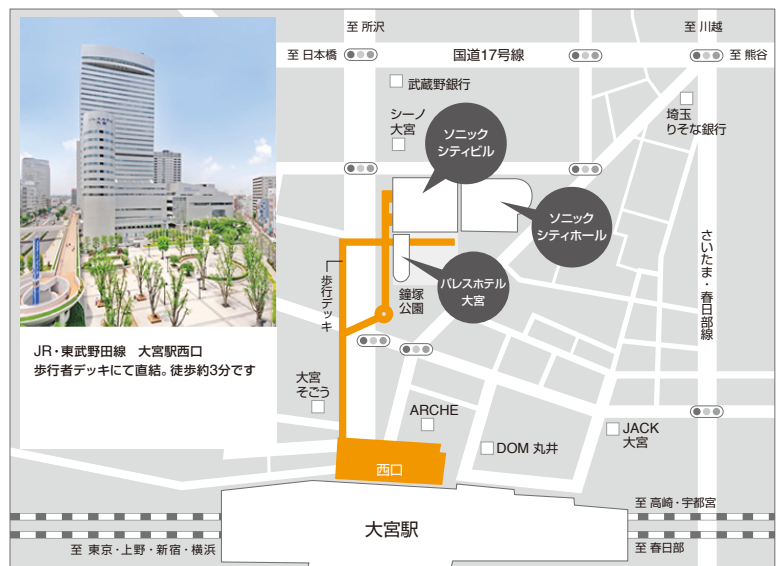 至 所沢
至 川越
至 日本橋
国道17号線
至 熊谷
武蔵野銀行
シーノ
大宮
埼玉
りそな銀行
ソニック
シティビル
ソニック
シティホール
さいたま・春日部線
歩行デッキ
鐘塚
公園
パレスホテル
大宮
JR・東武野田線　大宮駅西口
歩行者デッキにて直結。徒歩約3分です
大宮
そごう
ARCHE
JACK
大宮
DOM 丸井
西口
大宮駅
至 高崎・宇都宮
至 東京・上野・新宿・横浜
至 春日部